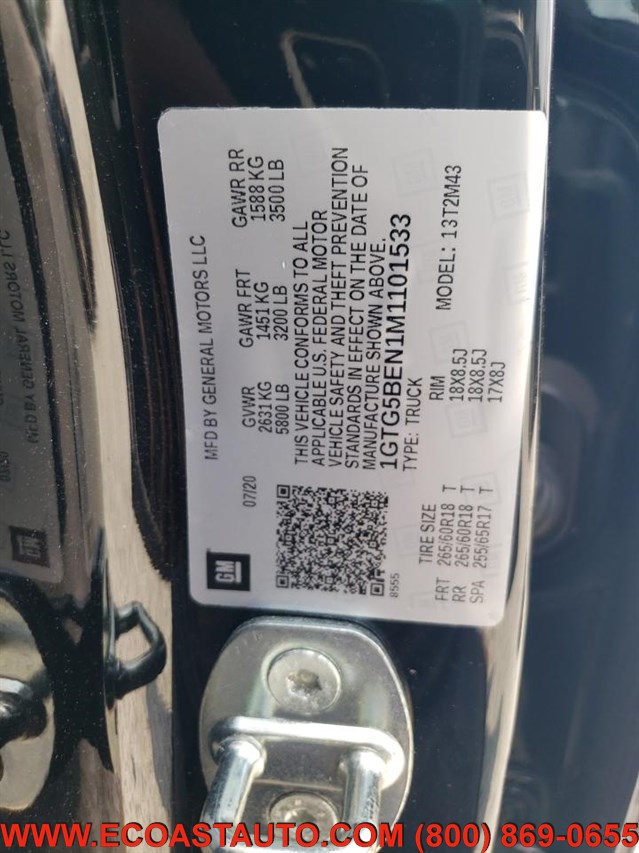 MFD BY GENERAL MOTORS LLC
07/20
GVWR GAWR FRT GAWR RR
2631 KG 1451 KG 1588 KG
5800 LB 3200 LB 3500 LB
THIS VEHICLE CONFORMS TO ALL
APPLICABLE U.S. FEDERAL MOTOR
VEHICLE SAFETY AND THEFT PREVENTION
STANDARDS IN EFFECT ON THE DATE OF
MANUFACTURE SHOWN ABOVE.
1GTG5BEN1M1101533
TYPE: TRUCK MODEL: 13T2M43
GM
8555
TIRE SIZE RIM
FRT 265/60R18 T 18X8.5J
RR 265/60R18 T 18X8.5J
SPA 255/65R17 T 17X8J
WWW.ECOASTAUTO.COM (800) 869-0655